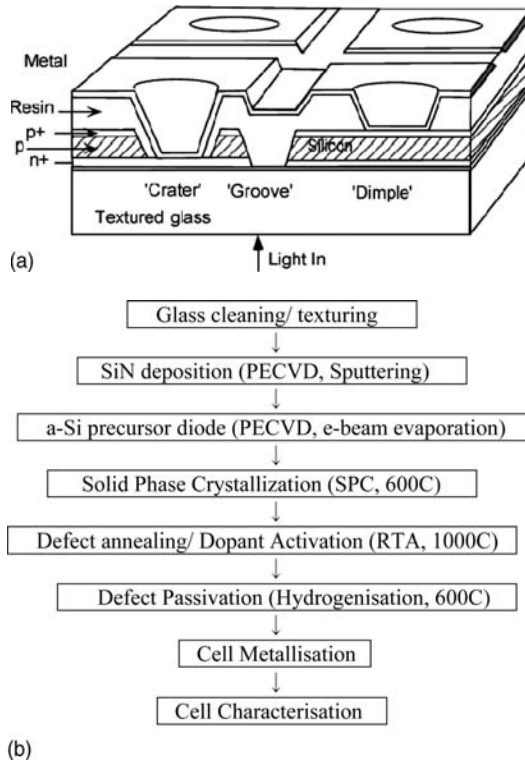 Metal
Resin
p+
p
n+
Silicon
'Crater' 'Groove' 'Dimple'
Textured glass
(a)
Light In
Glass cleaning/ texturing
SiN deposition (PECVD, Sputtering)
a-Si precursor diode (PECVD, e-beam evaporation)
Solid Phase Crystallization (SPC, 600C)
Defect annealing/ Dopant Activation (RTA, 1000C)
Defect Passivation (Hydrogenisation, 600C)
Cell Metallisation
Cell Characterisation
(b)